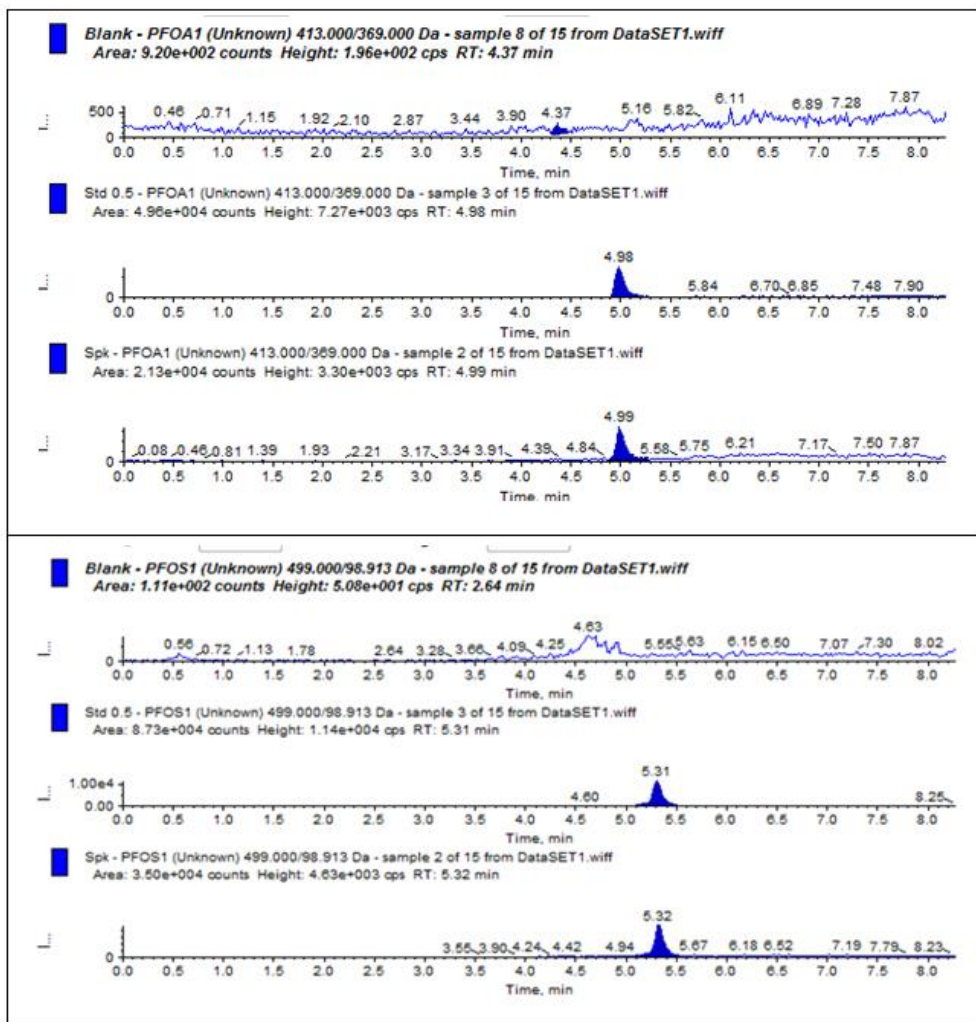 Blank - PFOA1 (Unknown) 413.000/369.000 Da - sample 8 of 15 from DataSET1.wiff
Area: 9.20e+002 counts Height: 1.96e+002 cps RT: 4.37 min
500
0
0.46 0.71 1.15 1.92 2.10 2.87 3.44 3.90 4.37 5.16 5.82 6.11 6.89 7.28 7.87
0.0 0.5 1.0 1.5 2.0 2.5 3.0 3.5 4.0 4.5 5.0 5.5 6.0 6.5 7.0 7.5 8.0
Time, min
Std 0.5 - PFOA1 (Unknown) 413.000/369.000 Da - sample 3 of 15 from DataSET1.wiff
Area: 4.96e+004 counts Height: 7.27e+003 cps RT: 4.98 min
4.98
0
5.84 6.70 6.85 7.48 7.90
0.0 0.5 1.0 1.5 2.0 2.5 3.0 3.5 4.0 4.5 5.0 5.5 6.0 6.5 7.0 7.5 8.0
Time, min
Spk - PFOA1 (Unknown) 413.000/369.000 Da - sample 2 of 15 from DataSET1.wiff
Area: 2.13e+004 counts Height: 3.30e+003 cps RT: 4.99 min
4.99
0
0.08 0.46 0.81 1.39 1.93 2.21 3.17 3.34 3.91 4.39 4.84 5.58 5.75 6.21 7.17 7.50 7.87
0.0 0.5 1.0 1.5 2.0 2.5 3.0 3.5 4.0 4.5 5.0 5.5 6.0 6.5 7.0 7.5 8.0
Time, min
Blank - PFOS1 (Unknown) 499.000/98.913 Da - sample 8 of 15 from DataSET1.wiff
Area: 1.11e+002 counts Height: 5.08e+001 cps RT: 2.64 min
0
0.56 0.72 1.13 1.78 2.64 3.28 3.66 4.09 4.25 4.63 5.55 5.63 6.15 6.50 7.07 7.30 8.02
0.0 0.5 1.0 1.5 2.0 2.5 3.0 3.5 4.0 4.5 5.0 5.5 6.0 6.5 7.0 7.5 8.0
Time, min
Std 0.5 - PFOS1 (Unknown) 499.000/98.913 Da - sample 3 of 15 from DataSET1.wiff
Area: 8.73e+004 counts Height: 1.14e+004 cps RT: 5.31 min
5.31
1.00e4
0.00
4.60 8.25
0.0 0.5 1.0 1.5 2.0 2.5 3.0 3.5 4.0 4.5 5.0 5.5 6.0 6.5 7.0 7.5 8.0
Time, min
Spk - PFOS1 (Unknown) 499.000/98.913 Da - sample 2 of 15 from DataSET1.wiff
Area: 3.50e+004 counts Height: 4.63e+003 cps RT: 5.32 min
5.32
0
3.55 3.90 4.24 4.42 4.94 5.67 6.18 6.52 7.19 7.79 8.23
0.0 0.5 1.0 1.5 2.0 2.5 3.0 3.5 4.0 4.5 5.0 5.5 6.0 6.5 7.0 7.5 8.0
Time, min